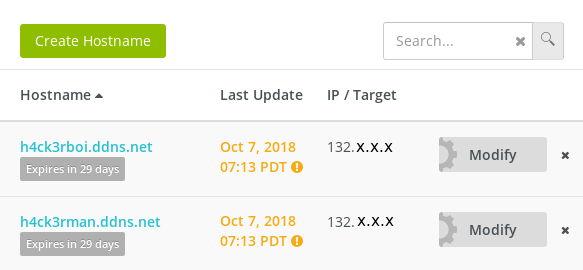 Create Hostname
Search...
Hostname Last Update IP / Target
h4ck3rboi.ddns.net Oct 7, 2018 132.x.x.x Modify
Expires in 29 days 07:13 PDT
h4ck3rman.ddns.net Oct 7, 2018 132.x.x.x Modify
Expires in 29 days 07:13 PDT